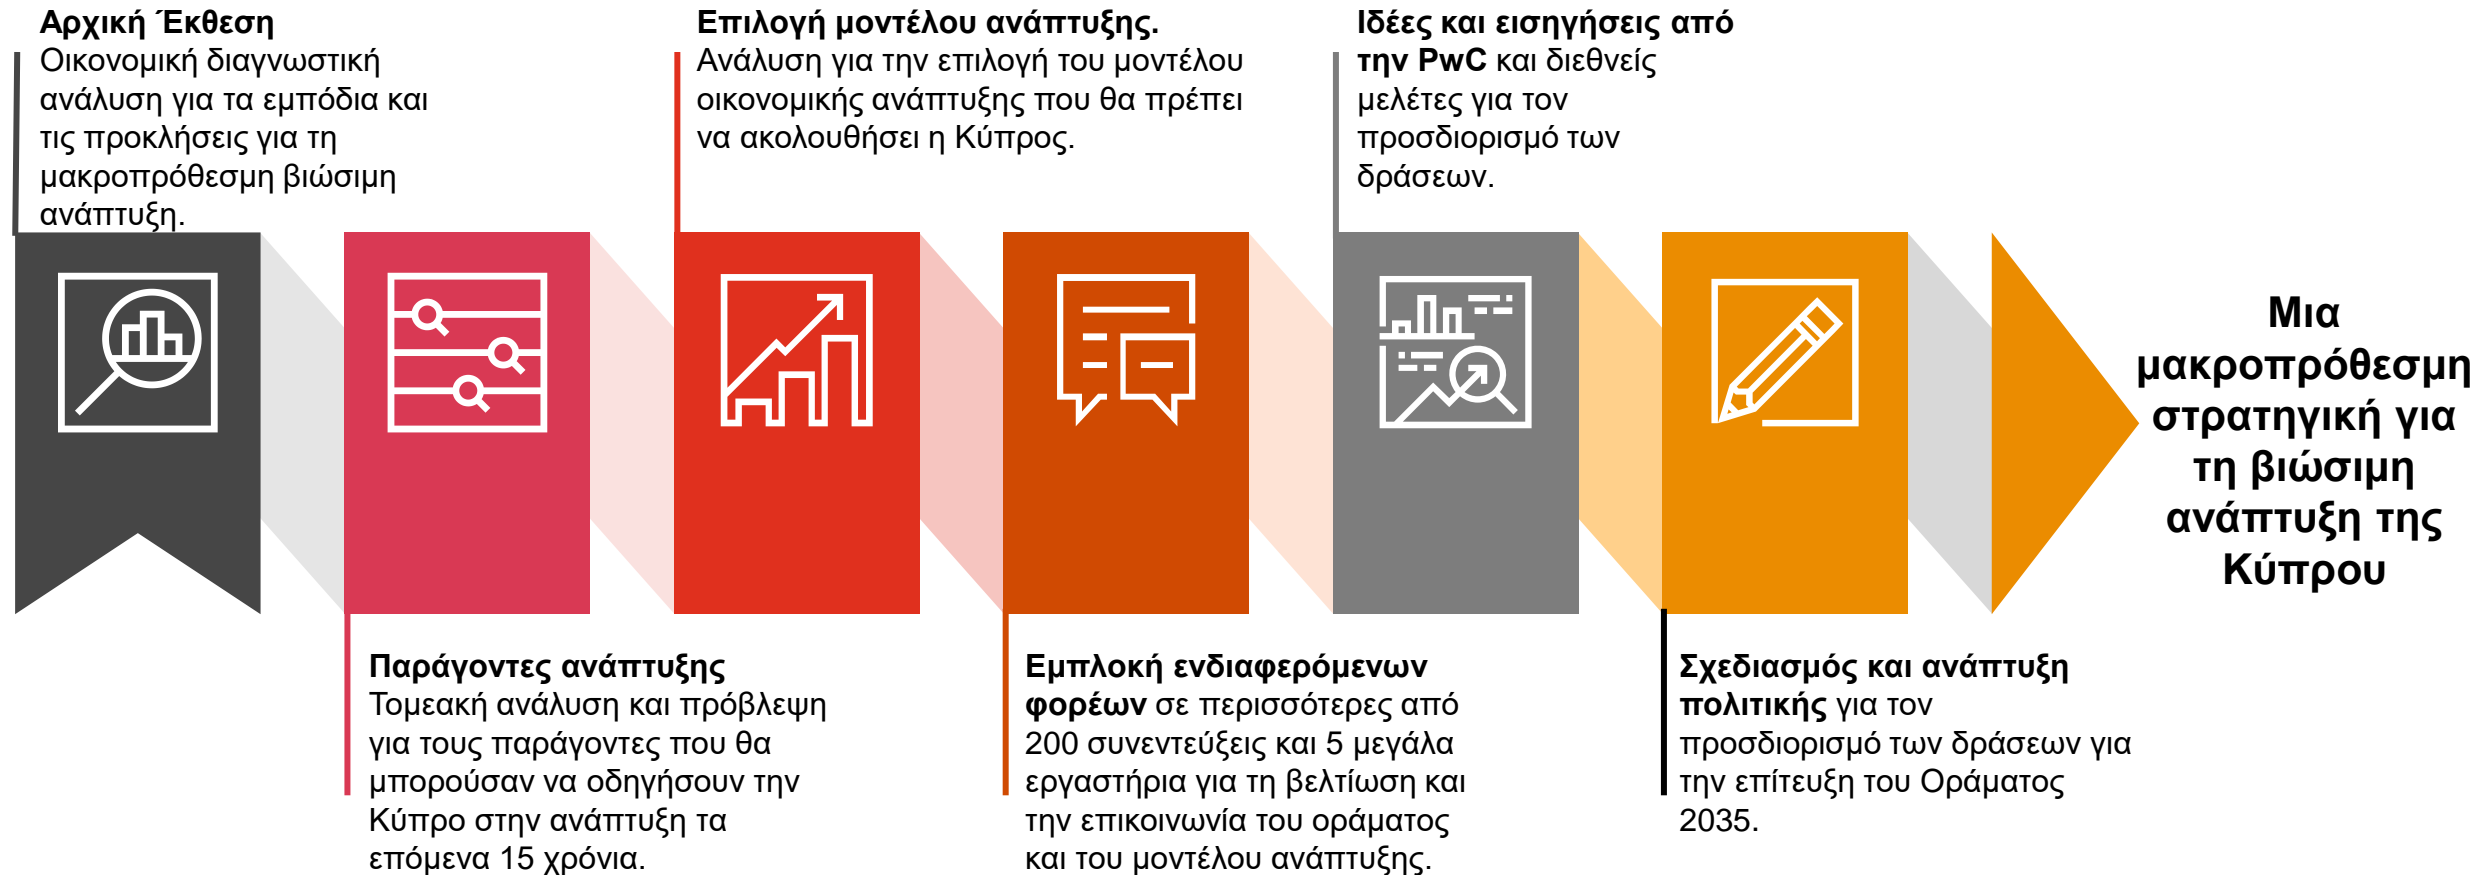 Αρχική Έκθεση
Οικονομική διαγνωστική
ανάλυση για τα εμπόδια και
τις προκλήσεις για τη
μακροπρόθεσμη βιώσιμη
ανάπτυξη.
Επιλογή μοντέλου ανάπτυξης.
Ανάλυση για την επιλογή του μοντέλου
οικονομικής ανάπτυξης που θα πρέπει
να ακολουθήσει η Κύπρος.
Ιδέες και εισηγήσεις από
την PwC και διεθνείς
μελέτες για τον
προσδιορισμό των
δράσεων.
Παράγοντες ανάπτυξης
Τομεακή ανάλυση και πρόβλεψη
για τους παράγοντες που θα
μπορούσαν να οδηγήσουν την
Κύπρο στην ανάπτυξη τα
επόμενα 15 χρόνια.
Εμπλοκή ενδιαφερόμενων
φορέων σε περισσότερες από
200 συνεντεύξεις και 5 μεγάλα
εργαστήρια για τη βελτίωση και
την επικοινωνία του οράματος
και του μοντέλου ανάπτυξης.
Σχεδιασμός και ανάπτυξη
πολιτικής για τον
προσδιορισμό των δράσεων για
την επίτευξη του Οράματος
2035.
Μια
μακροπρόθεσμη
στρατηγική για
τη βιώσιμη
ανάπτυξη της
Κύπρου